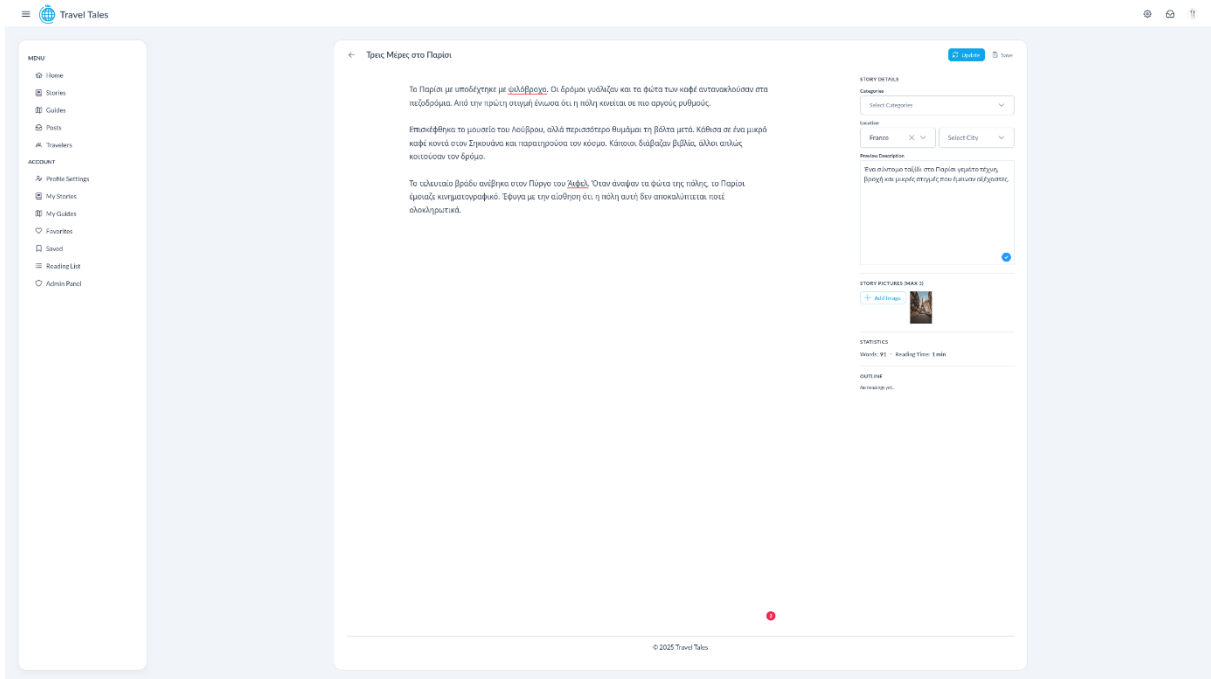 Travel Tales
MENU
Home
Stories
Guides
Posts
Travelers
ACCOUNT
Profile Settings
My Stories
My Guides
Favorites
Saved
Reading List
Admin Panel
Τρεις Μέρες στο Παρίσι
Update
Save
Το Παρίσι με υποδέχτηκε με ψιλόβροχο. Οι δρόμοι γυάλιζαν και τα φώτα των καφέ αντανακλούσαν στα
πεζοδρόμια. Από την πρώτη στιγμή ένιωσα ότι η πόλη κινείται σε πιο αργούς ρυθμούς.
Επισκέφθηκα το μουσείο του Λούβρου, αλλά περισσότερο θυμάμαι τη βόλτα μετά. Κάθισα σε ένα μικρό
καφέ κοντά στον Σηκουάνα και παρατηρούσα τον κόσμο. Κάποιοι διάβαζαν βιβλία, άλλοι απλώς
κοιτούσαν τον δρόμο.
Το τελευταίο βράδυ ανέβηκα στον Πύργο του Άιφελ. Όταν άναψαν τα φώτα της πόλης, το Παρίσι
έμοιαζε κινηματογραφικό. Έφυγα με την αίσθηση ότι η πόλη αυτή δεν αποκαλύπτεται ποτέ
ολοκληρωτικά.
STORY DETAILS
Categories
Select Categories
Location
France
Select City
Preview Description
Ένα σύντομο ταξίδι στο Παρίσι γεμάτο τέχνη,
βροχή και μικρές στιγμές που έμειναν αξέχαστες.
STORY PICTURES (MAX 3)
Add Image
STATISTICS
Words: 91 · Reading Time: 1 min
OUTLINE
No headings yet...
© 2025 Travel Tales